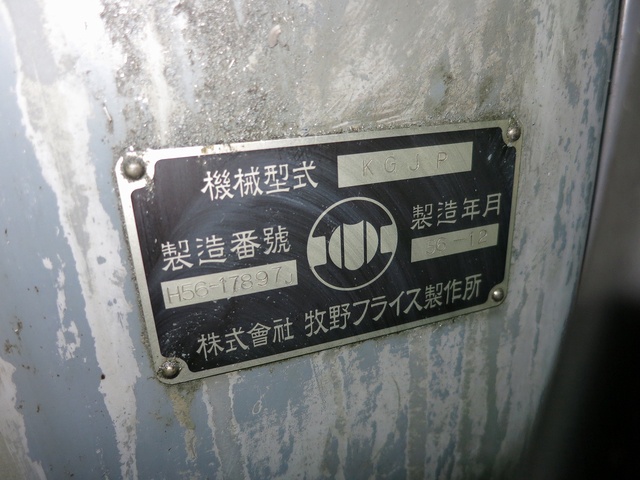 機械型式 KGJP
製造番號 製造年月
H56-17897J 56-12
株式會社 牧野フライス製作所